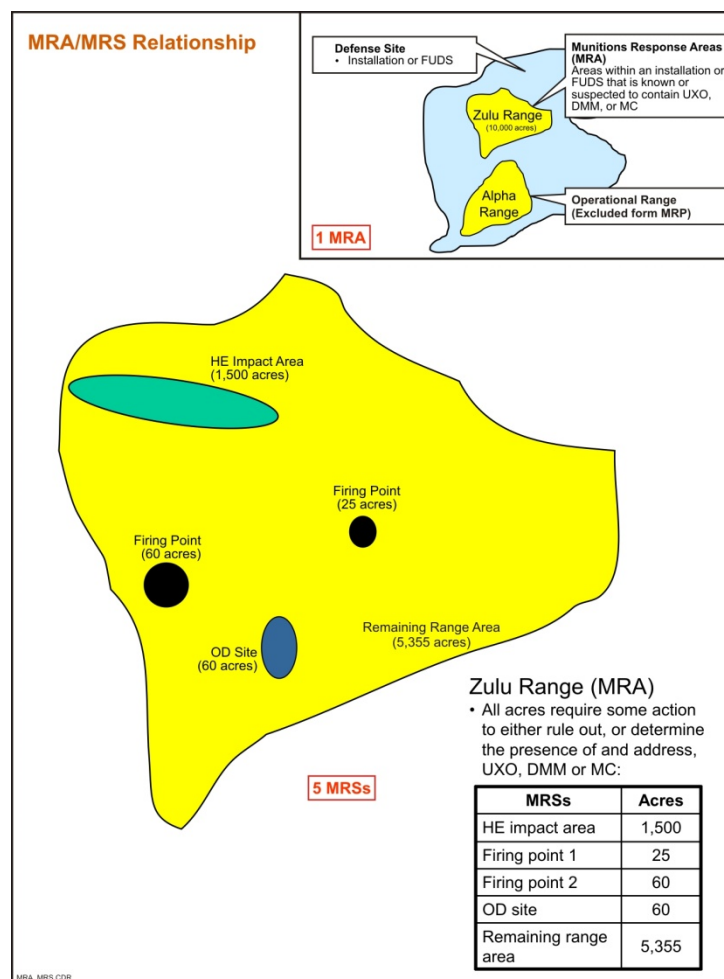 MRA/MRS Relationship
Defense Site
• Installation or FUDS
Munitions Response Areas
(MRA)
Areas within an installation or
FUDS that is known or
suspected to contain UXO,
DMM, or MC
Zulu Range
(10,000 acres)
Alpha
Range
Operational Range
(Excluded form MRP)
1 MRA
HE Impact Area
(1,500 acres)
Firing Point
(25 acres)
Firing Point
(60 acres)
Remaining Range Area
(5,355 acres)
OD Site
(60 acres)
5 MRSs
Zulu Range (MRA)
• All acres require some action
to either rule out, or determine
the presence of and address,
UXO, DMM or MC:
MRSs Acres
HE impact area 1,500
Firing point 1 25
Firing point 2 60
OD site 60
Remaining range
area 5,355
MRA_MRS.CDR